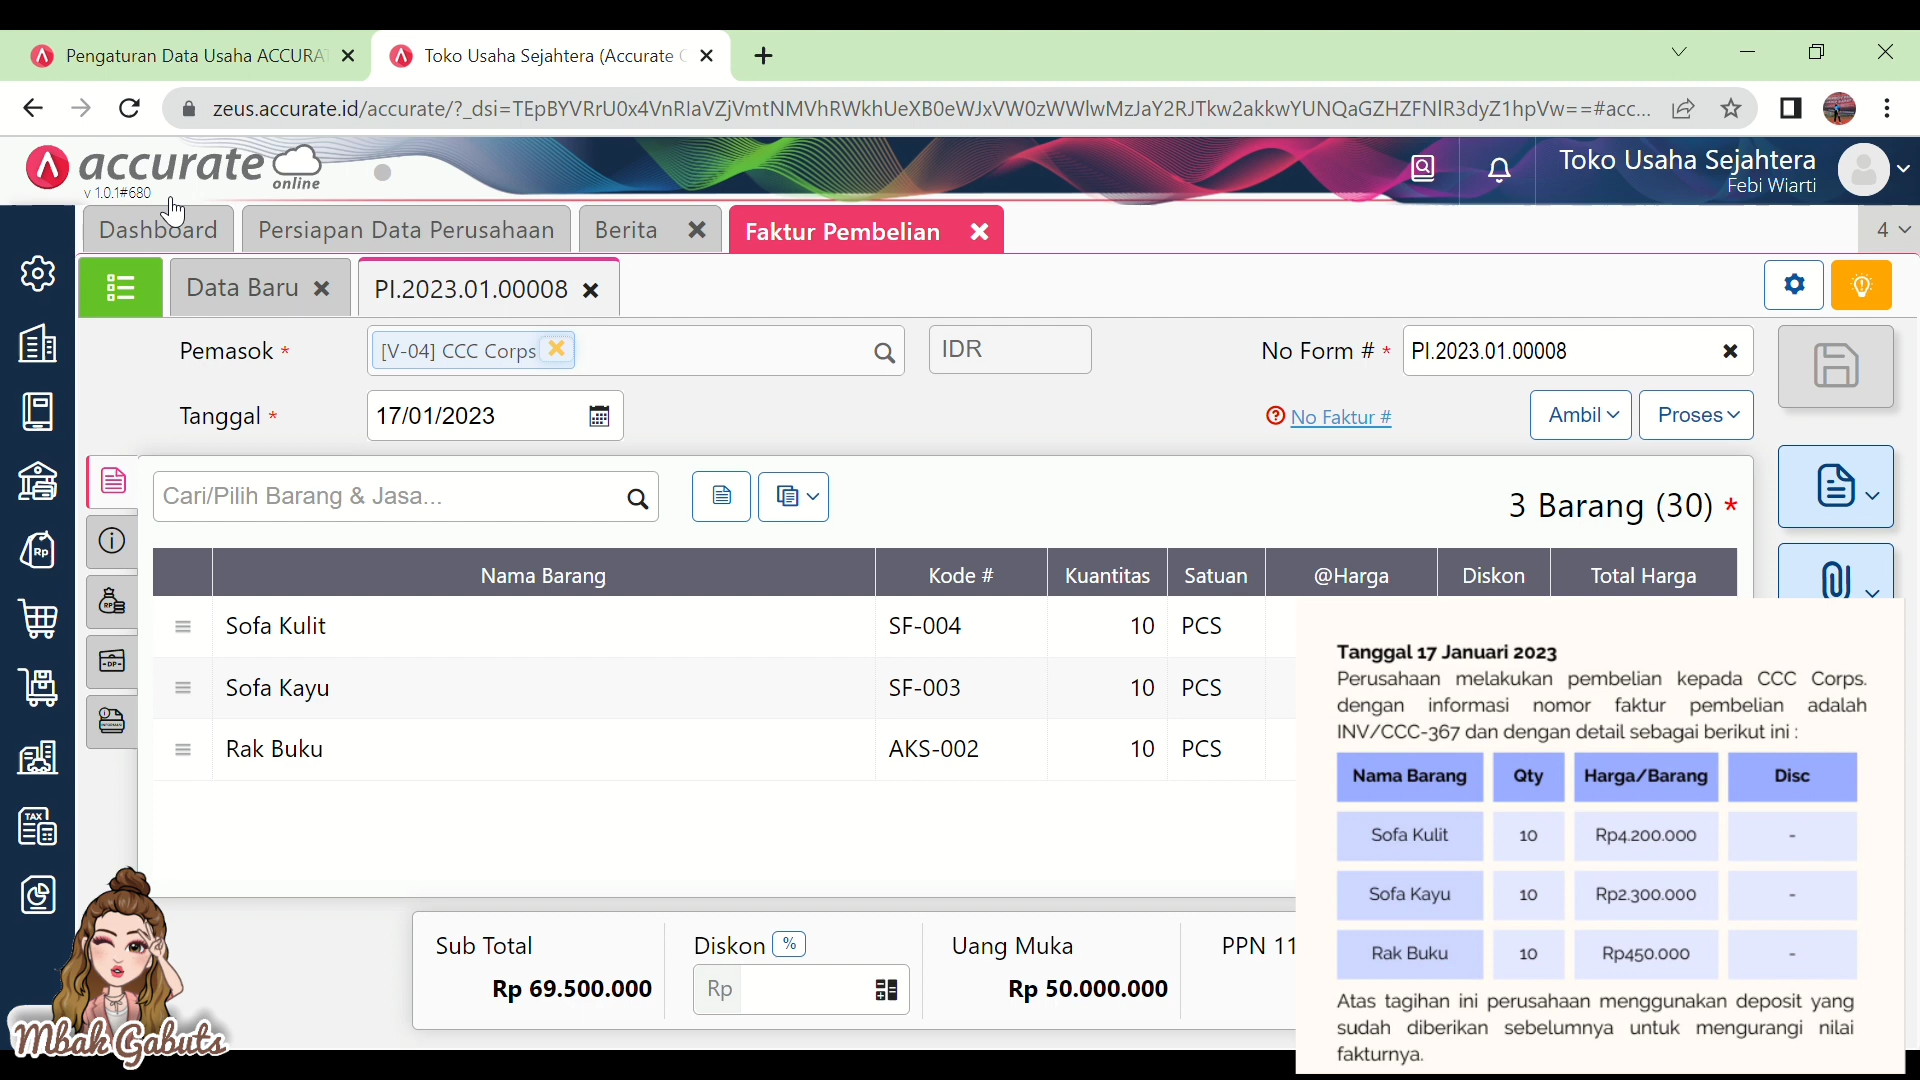 Pengaturan Data Usaha ACCURAT
Toko Usaha Sejahtera (Accurate
zeus.accurate.id/accurate/?_dsi=TEpBYVRrU0x4VnRIaVZjVmtNMVhRWkhUeXB0eWJxVW0zWWlwMzJaY2RJTkw2akkwYUNQaGZHZFNlR3dyZ1hpVw==#acc...
accurate
online
v 1.0.1#680
Toko Usaha Sejahtera
Febi Wiarti
Dashboard
Persiapan Data Perusahaan
Berita
Faktur Pembelian
4
Data Baru
PI.2023.01.00008
Pemasok *
[V-04] CCC Corps
IDR
No Form # *
PI.2023.01.00008
Tanggal *
17/01/2023
No Faktur #
Ambil
Proses
Cari/Pilih Barang & Jasa...
3 Barang (30) *
Nama Barang Kode # Kuantitas Satuan @Harga Diskon Total Harga
Sofa Kulit SF-004 10 PCS
Sofa Kayu SF-003 10 PCS
Rak Buku AKS-002 10 PCS
Sub Total
Rp 69.500.000
Diskon %
Rp
Uang Muka
Rp 50.000.000
PPN 11
Tanggal 17 Januari 2023
Perusahaan melakukan pembelian kepada CCC Corps.
dengan informasi nomor faktur pembelian adalah
INV/CCC-367 dan dengan detail sebagai berikut ini :
Nama Barang Qty Harga/Barang Disc
Sofa Kulit 10 Rp4.200.000 -
Sofa Kayu 10 Rp2.300.000 -
Rak Buku 10 Rp450.000 -
Atas tagihan ini perusahaan menggunakan deposit yang
sudah diberikan sebelumnya untuk mengurangi nilai
fakturnya.
Rp
TAX
RP
DP
Mbak Gabuts